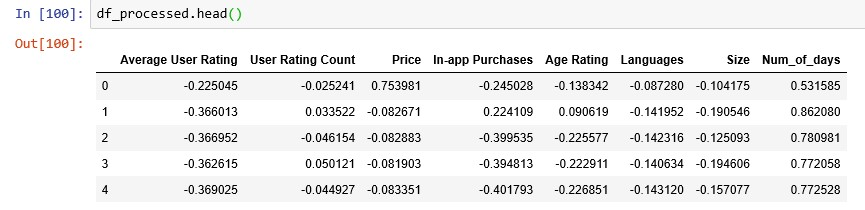 In [100]: df_processed.head()
Out[100]:
Average User Rating User Rating Count Price In-app Purchases Age Rating Languages Size Num_of_days
0 -0.225045 -0.025241 0.753981 -0.245028 -0.138342 -0.087280 -0.104175 0.531585
1 -0.366013 0.033522 -0.082671 0.224109 0.090619 -0.141952 -0.190546 0.862080
2 -0.366952 -0.046154 -0.082883 -0.399535 -0.225577 -0.142316 -0.125093 0.780981
3 -0.362615 0.050121 -0.081903 -0.394813 -0.222911 -0.140634 -0.194606 0.772058
4 -0.369025 -0.044927 -0.083351 -0.401793 -0.226851 -0.143120 -0.157077 0.772528